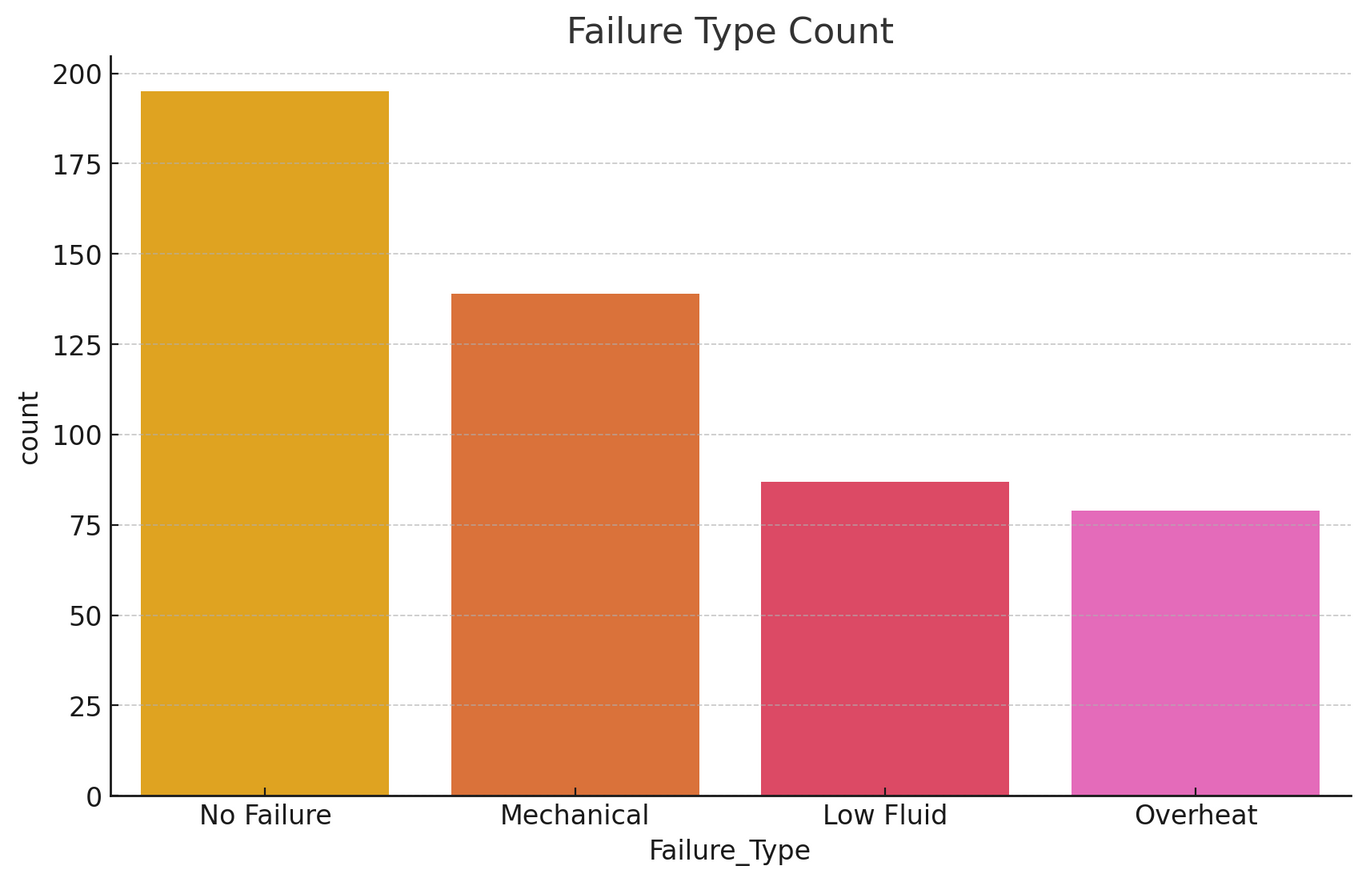 Failure Type Count
200
175
150
125
100
75
50
25
0
count
No Failure
Mechanical
Low Fluid
Overheat
Failure_Type